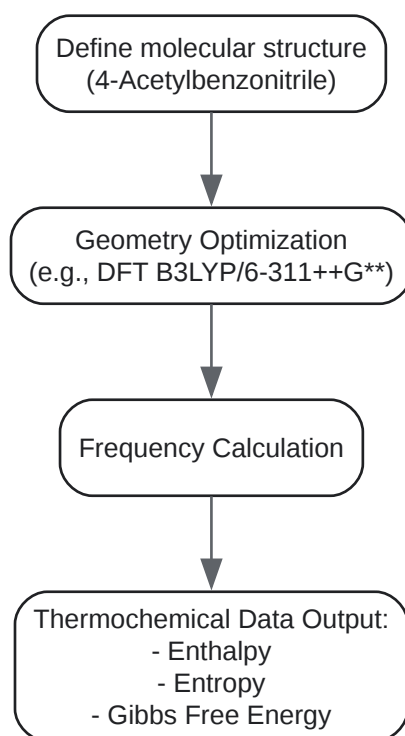 Define molecular structure
(4-Acetylbenzonitrile)
Geometry Optimization
(e.g., DFT B3LYP/6-311++G**)
Frequency Calculation
Thermochemical Data Output:
- Enthalpy
- Entropy
- Gibbs Free Energy